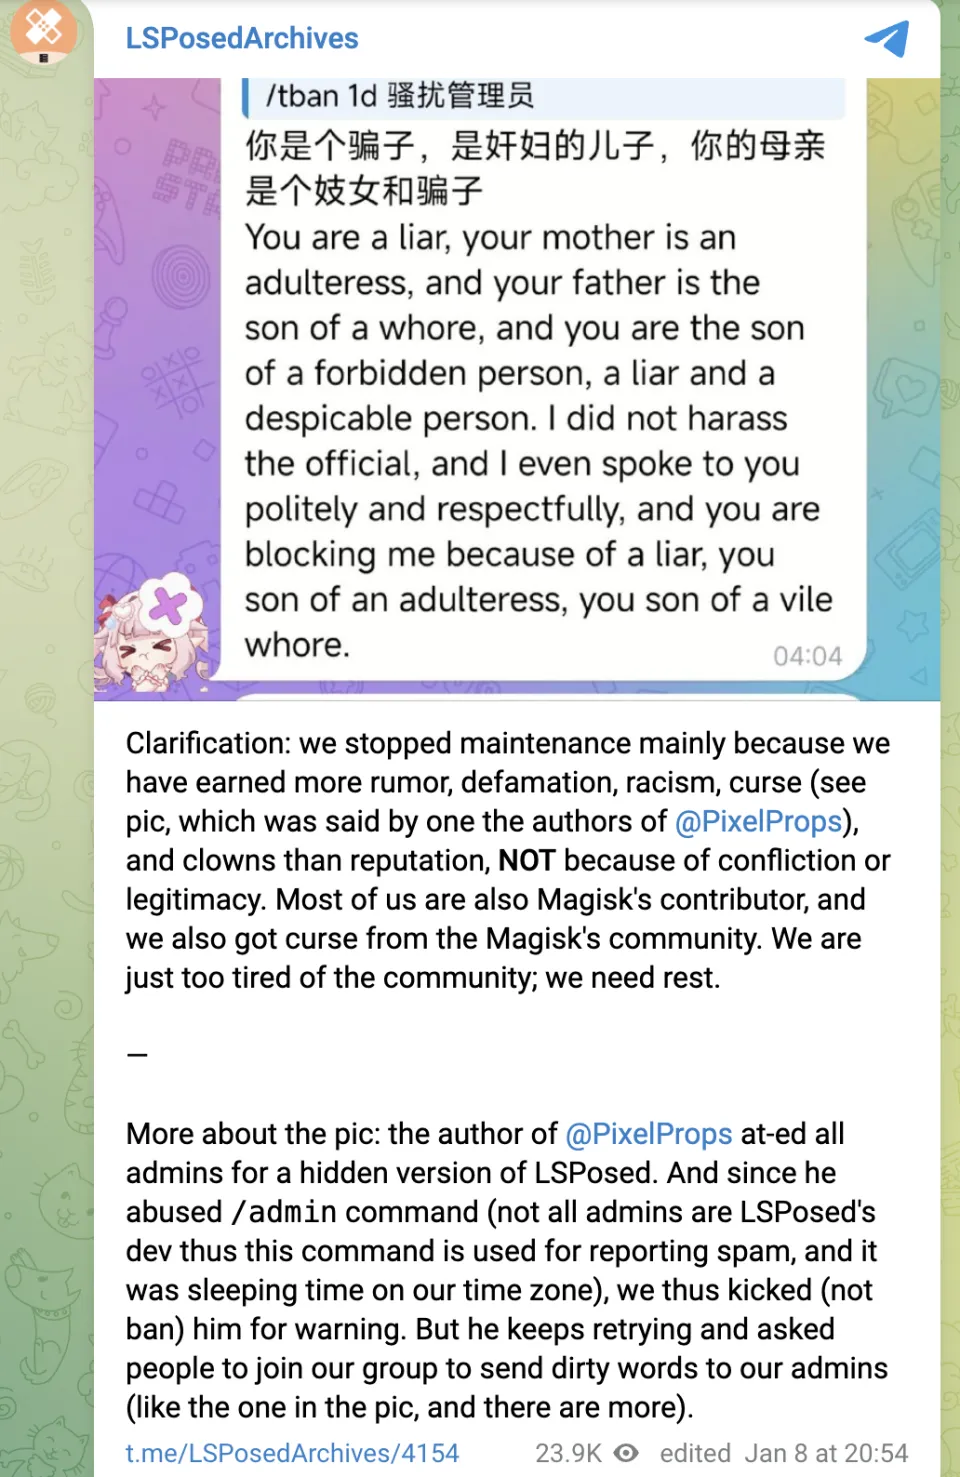 LSPosedArchives
/tban 1d 骚扰管理员
你是个骗子，是奸妇的儿子，你的母亲
是个妓女和骗子
You are a liar, your mother is an
adulteress, and your father is the
son of a whore, and you are the son
of a forbidden person, a liar and a
despicable person. I did not harass
the official, and I even spoke to you
politely and respectfully, and you are
blocking me because of a liar, you
son of an adulteress, you son of a vile
whore.
04:04
Clarification: we stopped maintenance mainly because we
have earned more rumor, defamation, racism, curse (see
pic, which was said by one the authors of @PixelProps),
and clowns than reputation, NOT because of confliction or
legitimacy. Most of us are also Magisk's contributor, and
we also got curse from the Magisk's community. We are
just too tired of the community; we need rest.
—
More about the pic: the author of @PixelProps at-ed all
admins for a hidden version of LSPosed. And since he
abused /admin command (not all admins are LSPosed's
dev thus this command is used for reporting spam, and it
was sleeping time on our time zone), we thus kicked (not
ban) him for warning. But he keeps retrying and asked
people to join our group to send dirty words to our admins
(like the one in the pic, and there are more).
t.me/LSPosedArchives/4154 23.9K edited Jan 8 at 20:54